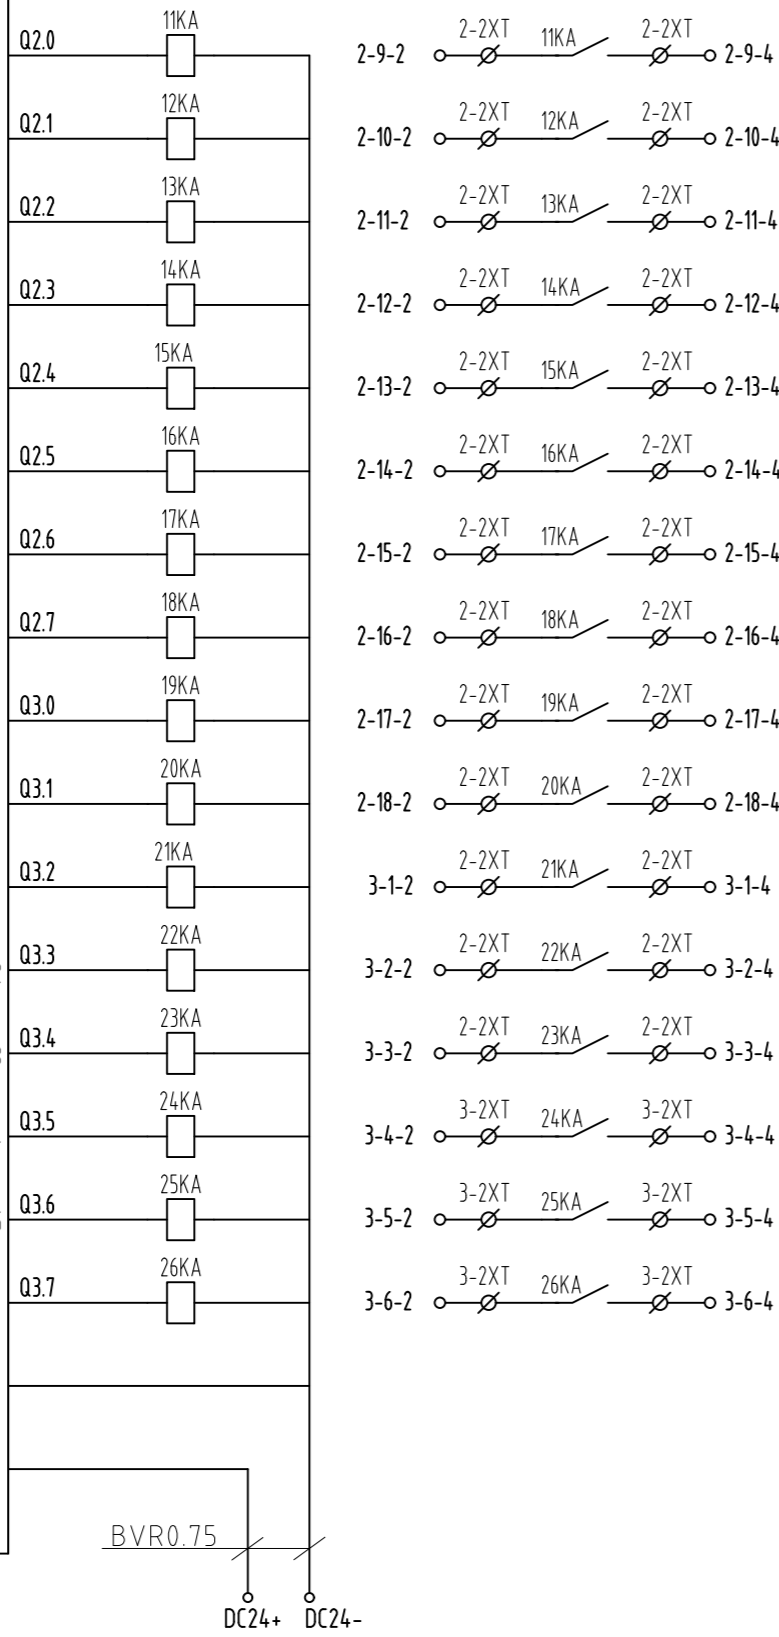 Q2.0 11KA 2-9-2 2-2XT 11KA 2-2XT 2-9-4
Q2.1 12KA 2-10-2 2-2XT 12KA 2-2XT 2-10-4
Q2.2 13KA 2-11-2 2-2XT 13KA 2-2XT 2-11-4
Q2.3 14KA 2-12-2 2-2XT 14KA 2-2XT 2-12-4
Q2.4 15KA 2-13-2 2-2XT 15KA 2-2XT 2-13-4
Q2.5 16KA 2-14-2 2-2XT 16KA 2-2XT 2-14-4
Q2.6 17KA 2-15-2 2-2XT 17KA 2-2XT 2-15-4
Q2.7 18KA 2-16-2 2-2XT 18KA 2-2XT 2-16-4
Q3.0 19KA 2-17-2 2-2XT 19KA 2-2XT 2-17-4
Q3.1 20KA 2-18-2 2-2XT 20KA 2-2XT 2-18-4
Q3.2 21KA 3-1-2 2-2XT 21KA 2-2XT 3-1-4
Q3.3 22KA 3-2-2 2-2XT 22KA 2-2XT 3-2-4
Q3.4 23KA 3-3-2 2-2XT 23KA 2-2XT 3-3-4
Q3.5 24KA 3-4-2 3-2XT 24KA 3-2XT 3-4-4
Q3.6 25KA 3-5-2 3-2XT 25KA 3-2XT 3-5-4
Q3.7 26KA 3-6-2 3-2XT 26KA 3-2XT 3-6-4
BVR0.75
DC24+ DC24-